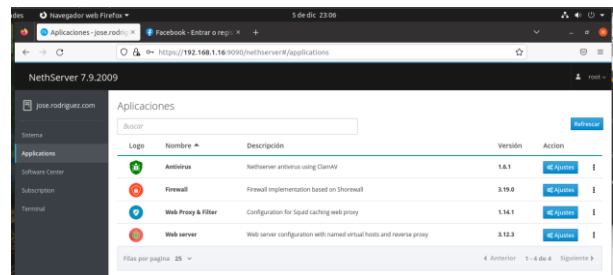 des Navegador web Firefox 5 de dic 23:06
Aplicaciones - jose.rodrig × Facebook - Entrar o regis × +
https://192.168.1.16:9090/nethserver#/applications
NethServer 7.9.2009 root
jose.rodriguez.com
Sistema
Applications
Software Center
Subscription
Terminal
Aplicaciones
Buscar Refrescar
Logo Nombre Descripción Versión Accion
Antivirus Nethserver antivirus using ClamAV 1.6.1 Ajustes
Firewall Firewall implementation based on Shorewall 3.19.0 Ajustes
Web Proxy & Filter Configuration for Squid caching web proxy 1.14.1 Ajustes
Web server Web server configuration with named virtual hosts and reverse proxy 3.12.3 Ajustes
Filas por pagina 25 Anterior 1 - 4 de 4 Siguiente